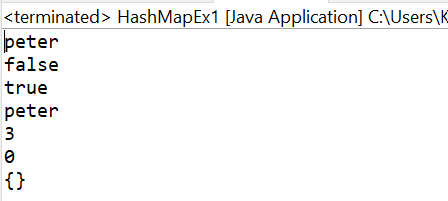 <terminated> HashMapEx1 [Java Application] C:\Users\K
peter
false
true
peter
3
0
{}